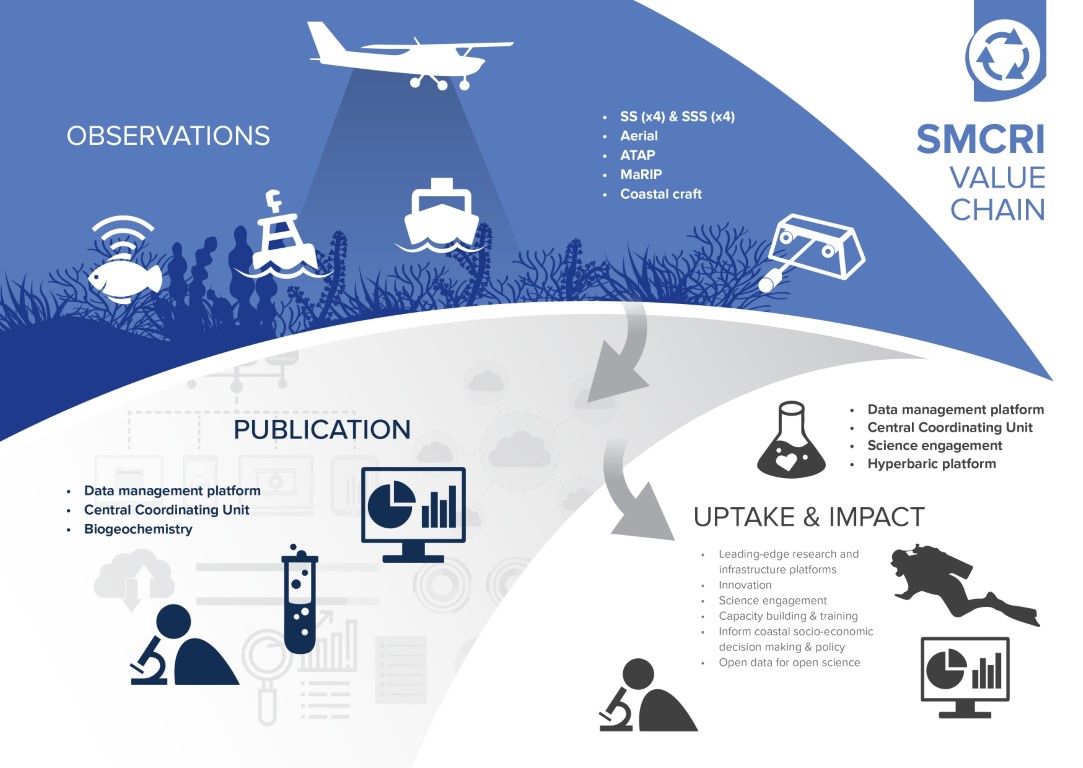 OBSERVATIONS
• SS (x4) & SSS (x4)
• Aerial
• ATAP
• MaRIP
• Coastal craft
SMCRI
VALUE
CHAIN
PUBLICATION
• Data management platform
• Central Coordinating Unit
• Biogeochemistry
• Data management platform
• Central Coordinating Unit
• Science engagement
• Hyperbaric platform
UPTAKE & IMPACT
• Leading-edge research and
infrastructure platforms
• Innovation
• Science engagement
• Capacity building & training
• Inform coastal socio-economic
decision making & policy
• Open data for open science